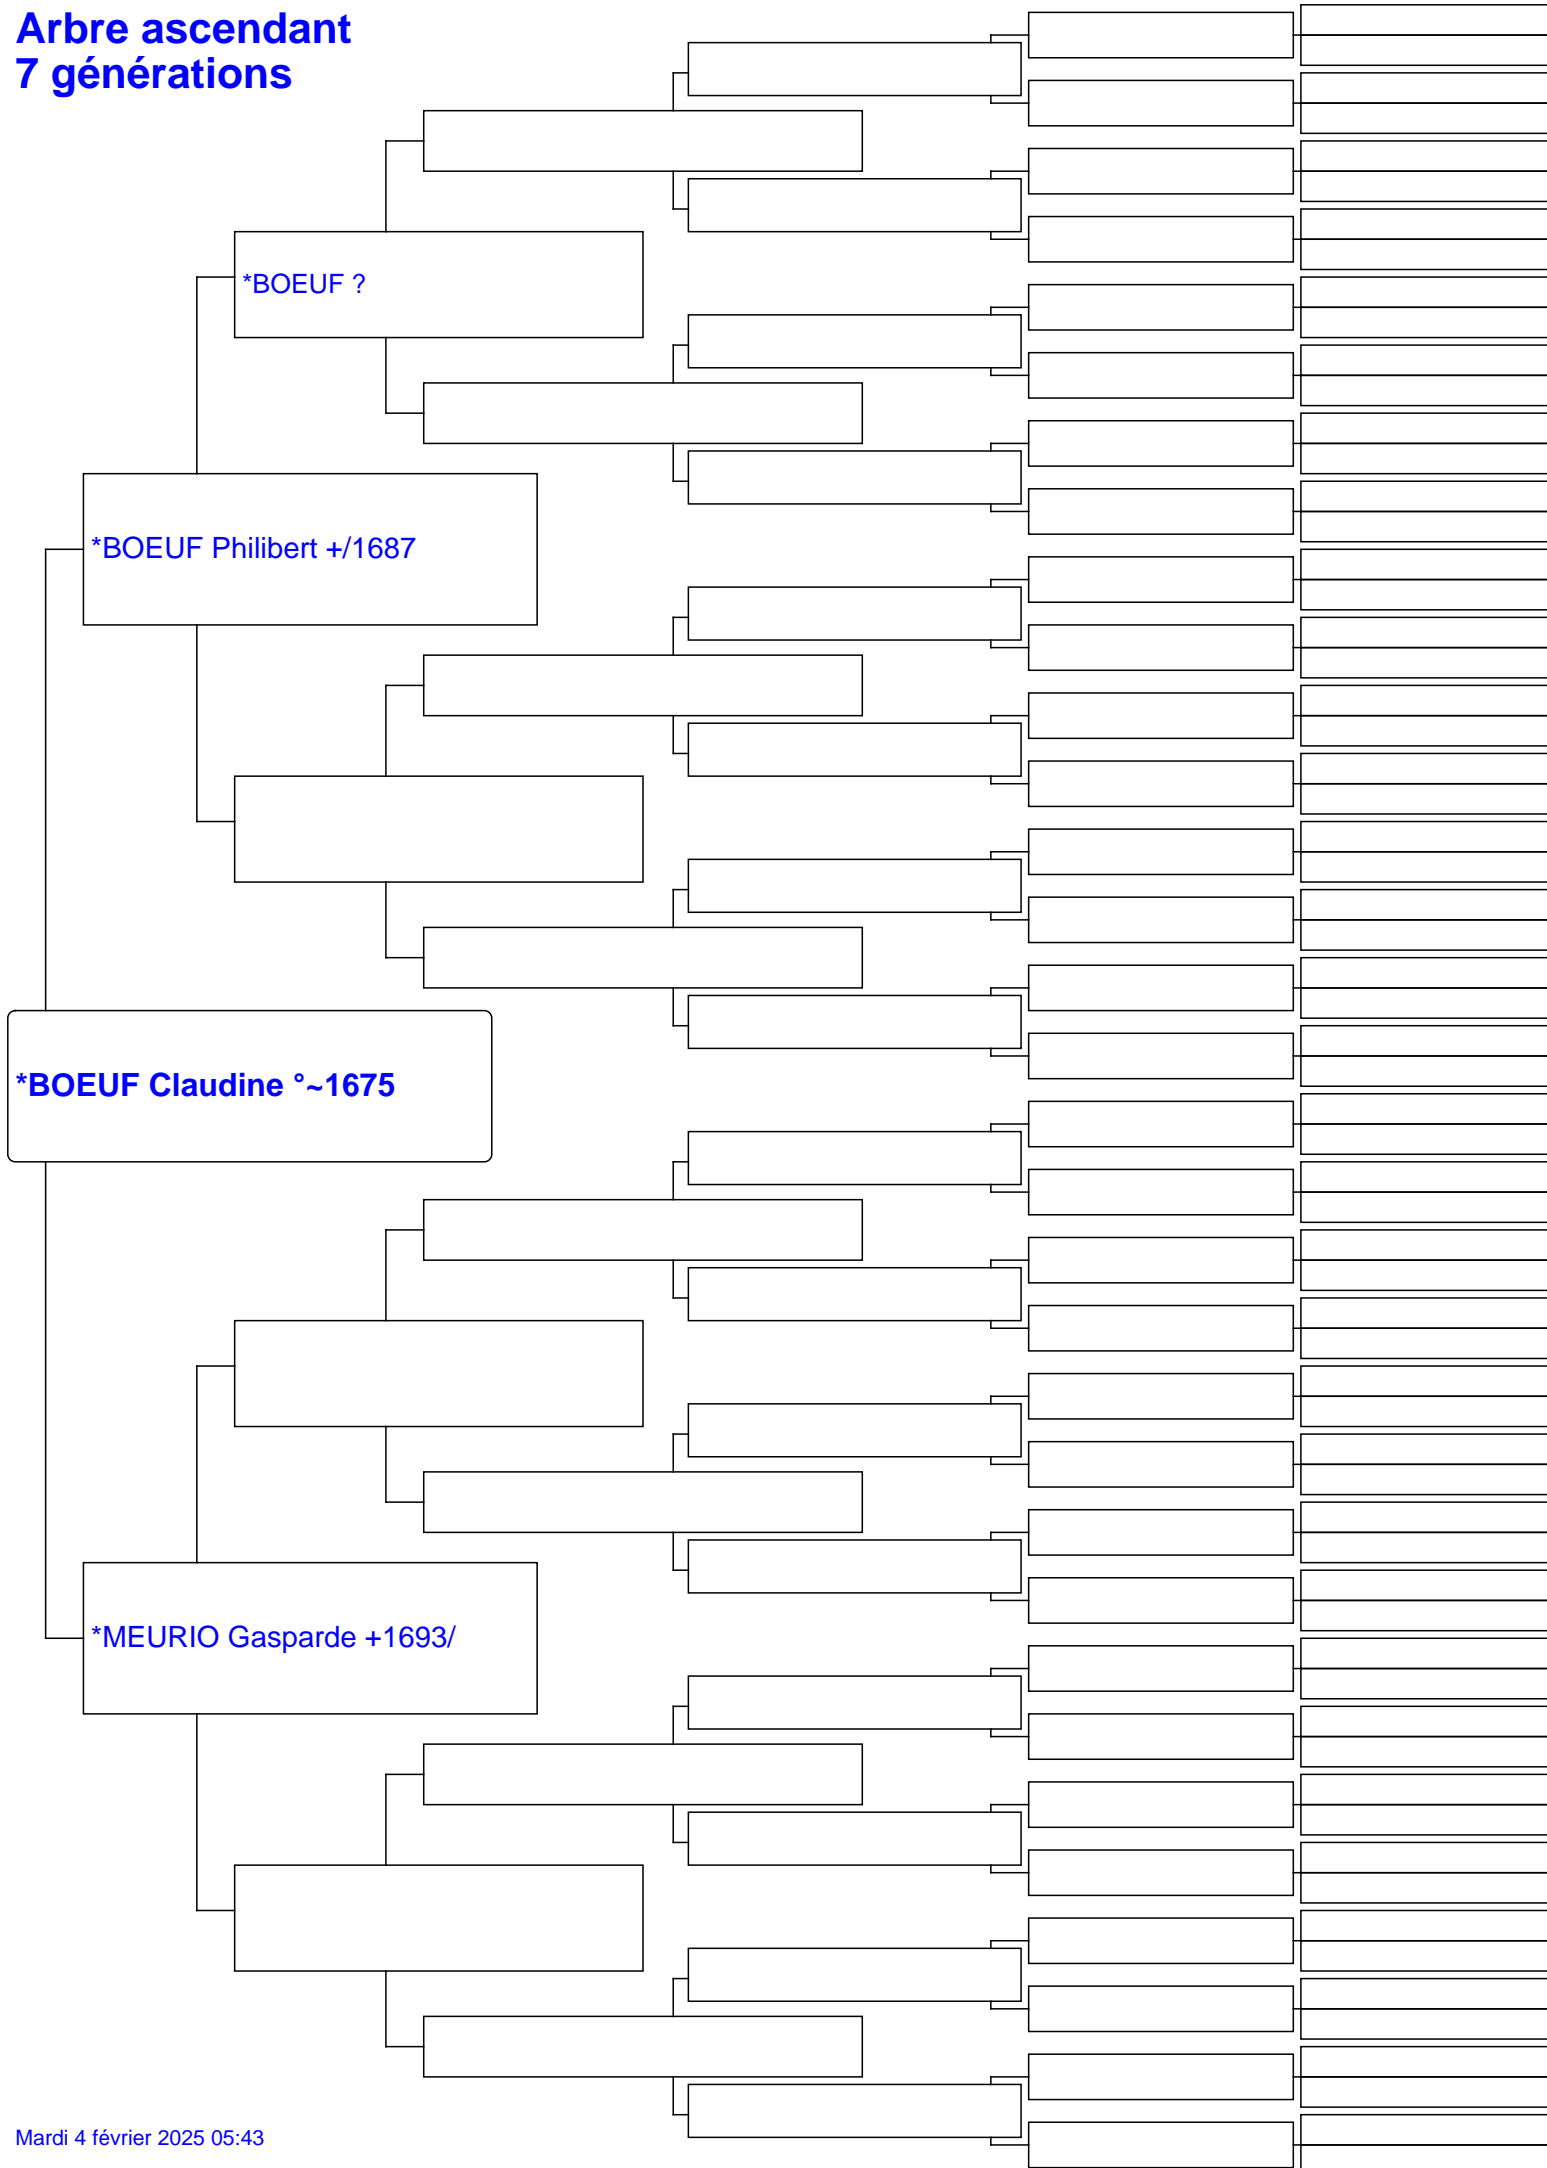 Arbre ascendant
7 générations
*BOEUF ?
*BOEUF Philibert +/1687
*BOEUF Claudine °~1675
*MEURIO Gasparde +1693/
Mardi 4 février 2025 05:43